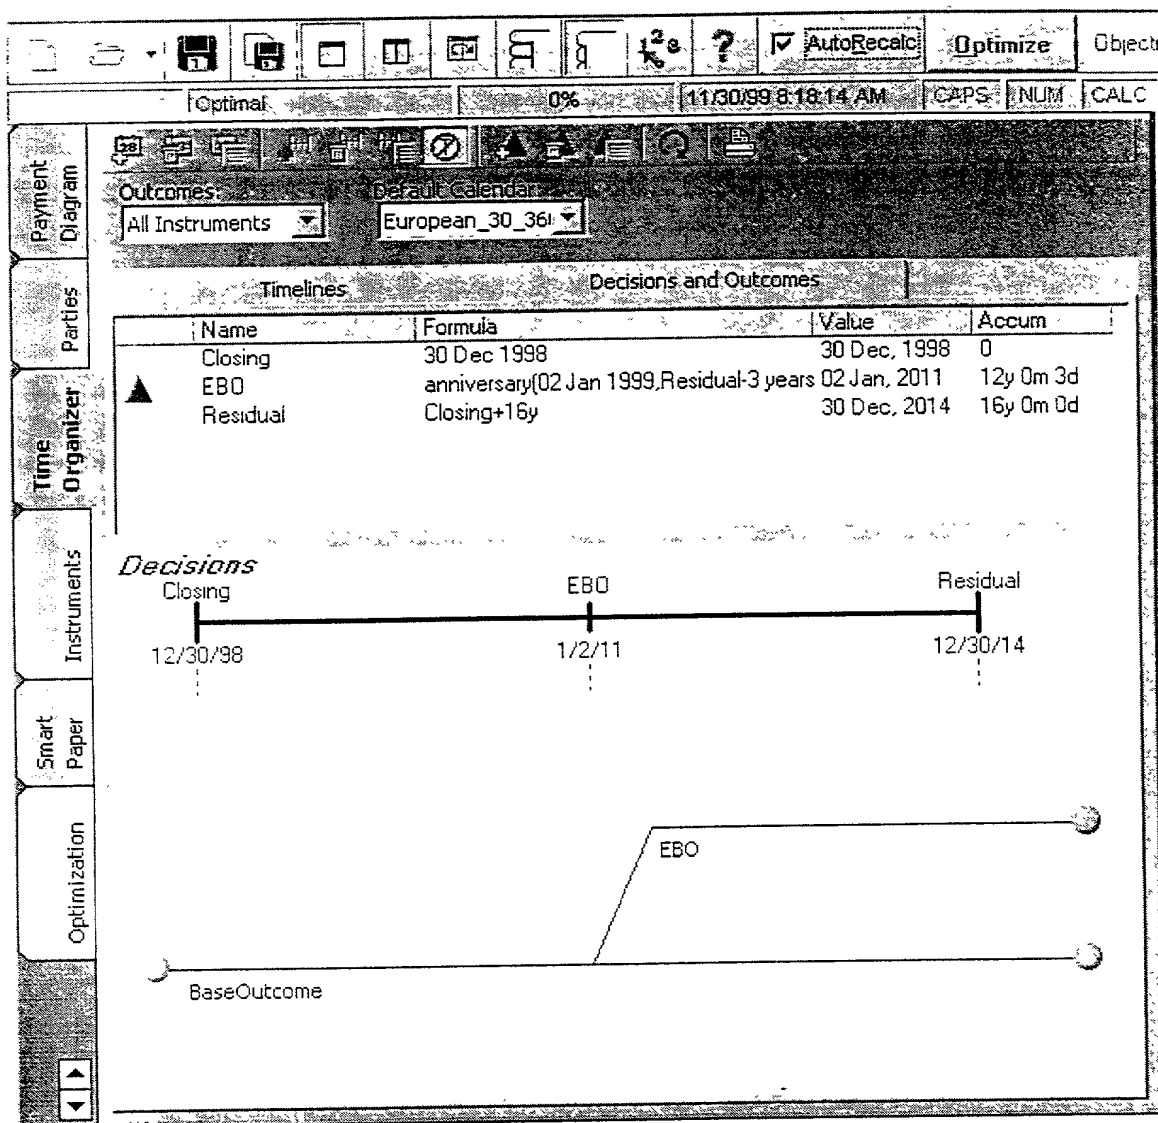 AutoRecalc Optimize Object
Optimal 0% 11/30/99 8:18:14 AM CAPS NUM CALC
Payment
Diagram
Parties
Time
Organizer
Instruments
Smart
Paper
Optimization
Outcomes: Default Calendar:
All Instruments European_30_36
Timelines Decisions and Outcomes
Name Formula Value Accum
Closing 30 Dec 1998 30 Dec, 1998 0
EBO anniversary(02 Jan 1999,Residual-3 years 02 Jan, 2011 12y 0m 3d
Residual Closing+16y 30 Dec, 2014 16y 0m 0d
Decisions
Closing EBO Residual
12/30/98 1/2/11 12/30/14
EBO
BaseOutcome